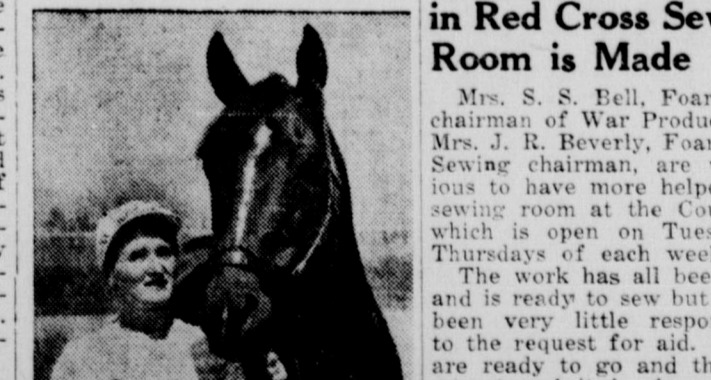 in Red Cross Sew
Room is Made
Mrs. S. S. Bell, Foar
chairman of War Produc
Mrs. J. R. Beverly, Foar
Sewing chairman, are
ious to have more helpe
sewing room at the Cou
which is open on Tues
Thursdays of each weel
The work has all bee
and is ready to sew but
been very little respo
to the request for aid.
are ready to go and th